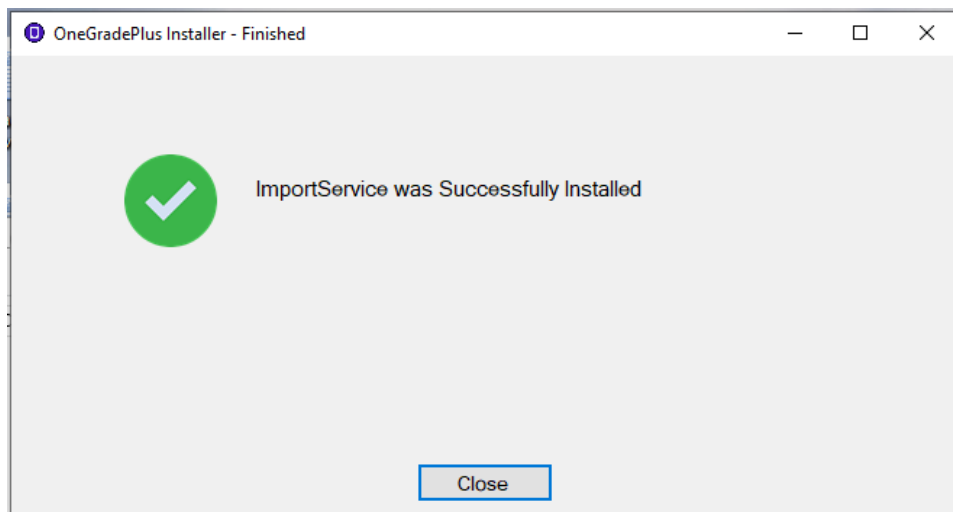 OneGradePlus Installer - Finished
ImportService was Successfully Installed
Close